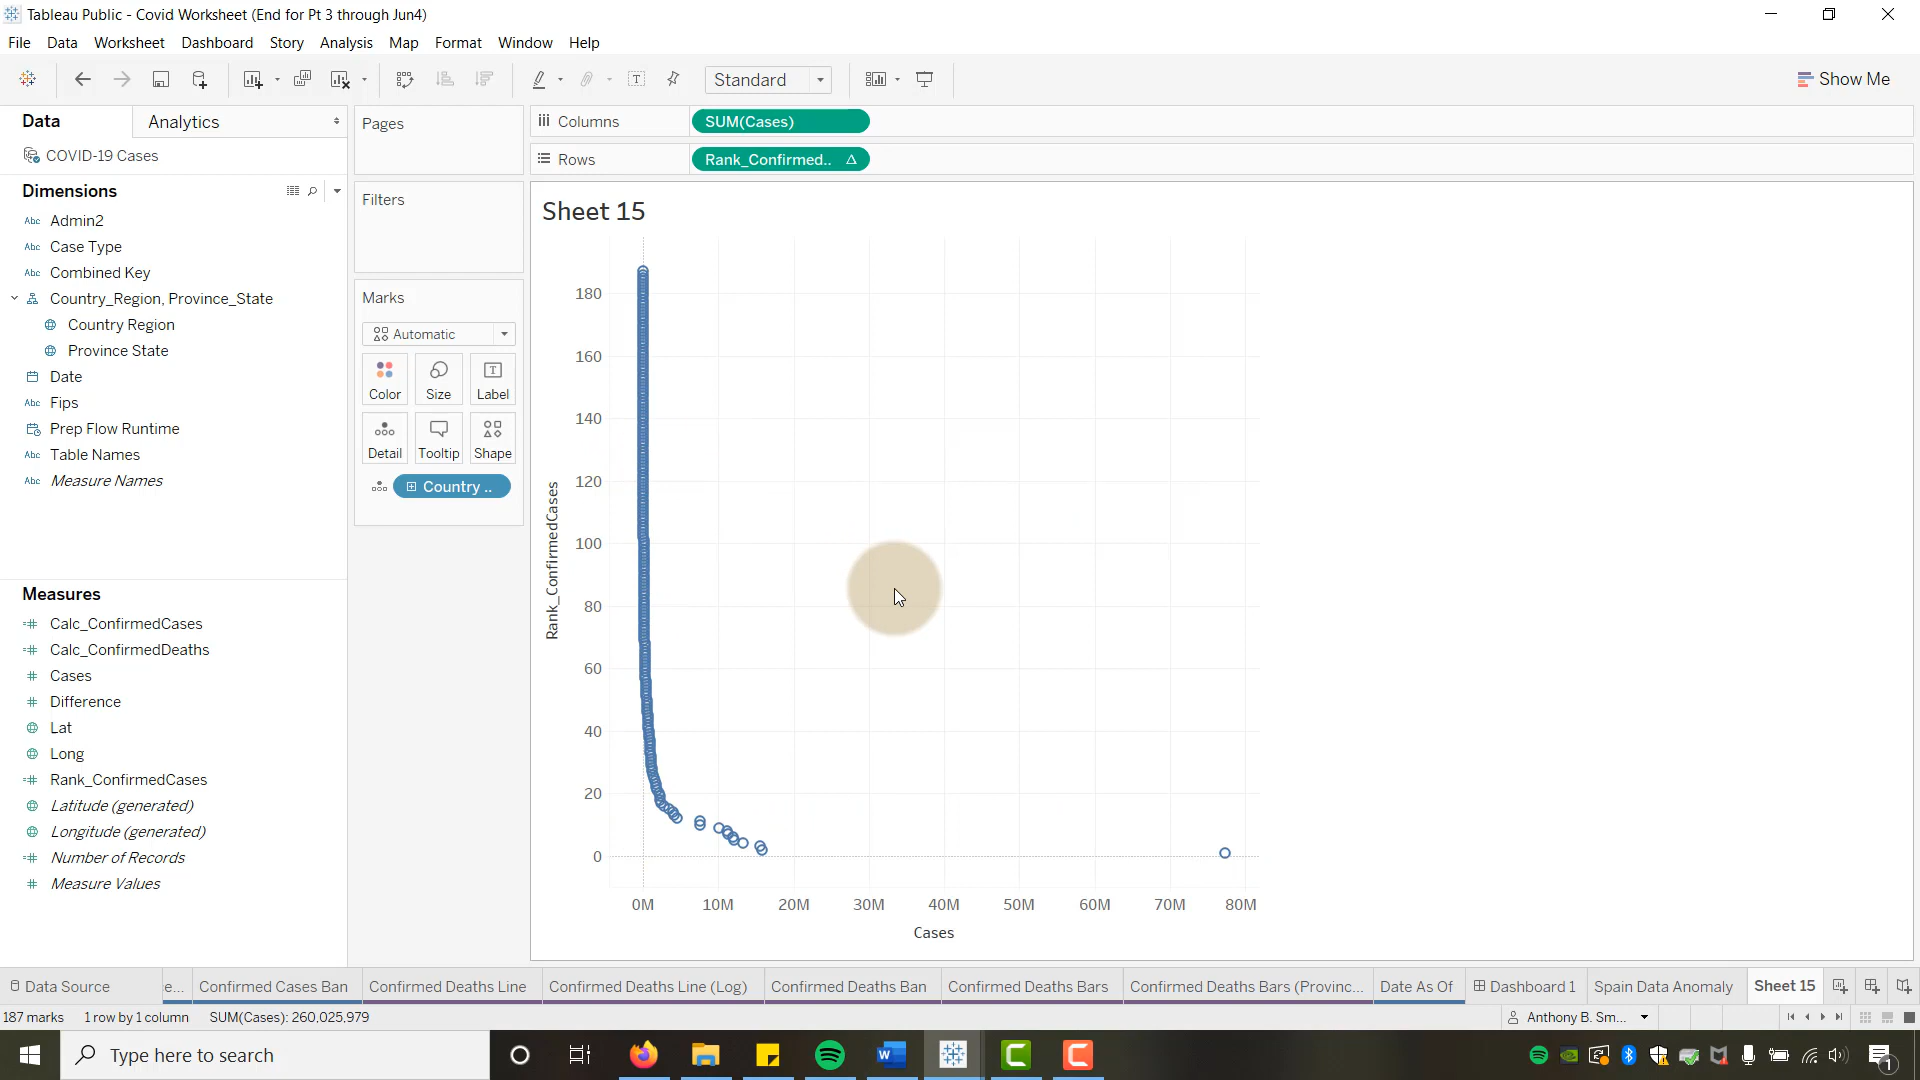 Tableau Public - Covid Worksheet (End for Pt 3 through Jun4)
File Data Worksheet Dashboard Story Analysis Map Format Window Help
Standard
Show Me
Data
Analytics
COVID-19 Cases
Dimensions
Abc Admin2
Abc Case Type
Abc Combined Key
Country_Region, Province_State
Country Region
Province State
Date
Abc Fips
Prep Flow Runtime
Abc Table Names
Abc Measure Names
Measures
Calc_ConfirmedCases
Calc_ConfirmedDeaths
Cases
Difference
Lat
Long
Rank_ConfirmedCases
Latitude (generated)
Longitude (generated)
Number of Records
Measure Values
Pages
Filters
Marks
Automatic
Color Size Label
Detail Tooltip Shape
Country ..
Columns SUM(Cases)
Rows Rank_Confirmed.. Δ
Sheet 15
Rank_ConfirmedCases
180
160
140
120
100
80
60
40
20
0
0M 10M 20M 30M 40M 50M 60M 70M 80M
Cases
Data Source e... Confirmed Cases Ban Confirmed Deaths Line Confirmed Deaths Line (Log) Confirmed Deaths Ban Confirmed Deaths Bars Confirmed Deaths Bars (Provinc... Date As Of Dashboard 1 Spain Data Anomaly Sheet 15
187 marks 1 row by 1 column SUM(Cases): 260,025,979 Anthony B. Sm...
Type here to search
1